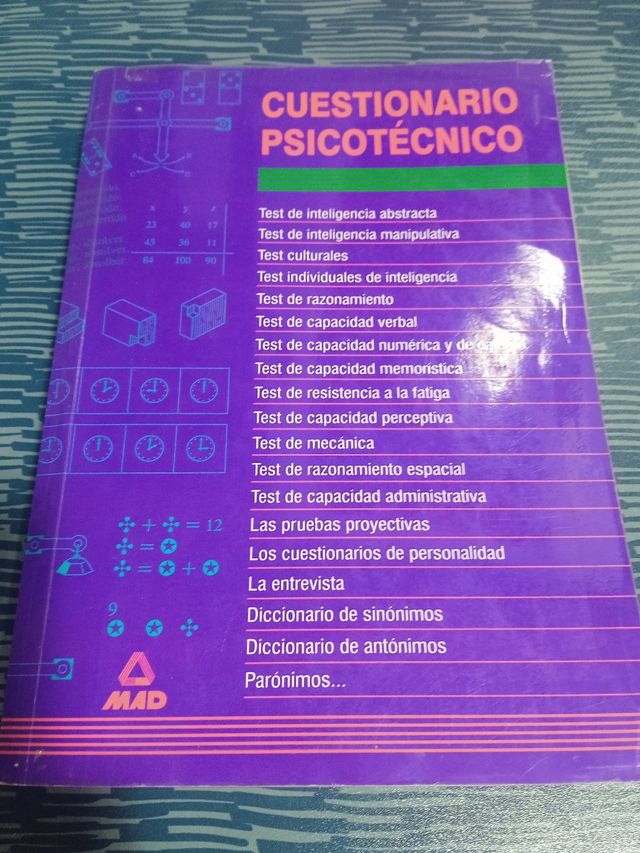 CUESTIONARIO
PSICOTÉCNICO
Test de inteligencia abstracta
Test de inteligencia manipulativa
Test culturales
Test individuales de inteligencia
Test de razonamiento
Test de capacidad verbal
Test de capacidad numérica y de
Test de capacidad memorística
Test de resistencia a la fatiga
Test de capacidad perceptiva
Test de mecánica
Test de razonamiento espacial
Test de capacidad administrativa
Las pruebas proyectivas
Los cuestionarios de personalidad
La entrevista
Diccionario de sinónimos
Diccionario de antónimos
Parónimos...
A B
C D
x y z
23 40 17
45 36 11
84 100 90
✣ + ✣ = 12
✣ = ✪
✣ = ✪ + ✪
9
✪ ✪ ✣
MAD